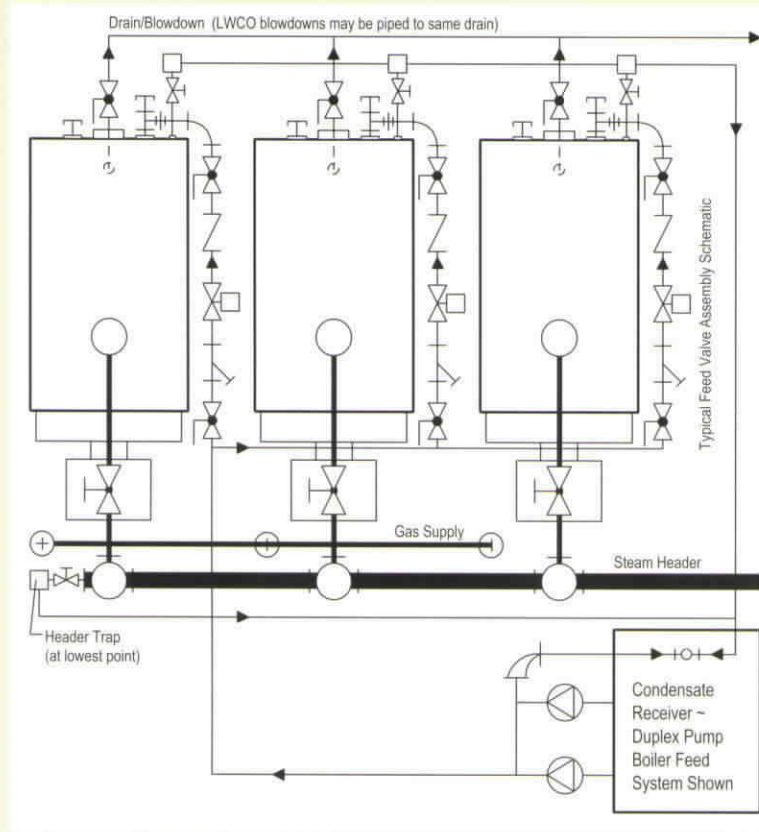 Drain/Blowdown (LWCO blowdowns may be piped to same drain)
Typical Feed Valve Assembly Schematic
Gas Supply
Steam Header
Header Trap
(at lowest point)
Condensate
Receiver ~
Duplex Pump
Boiler Feed
System Shown